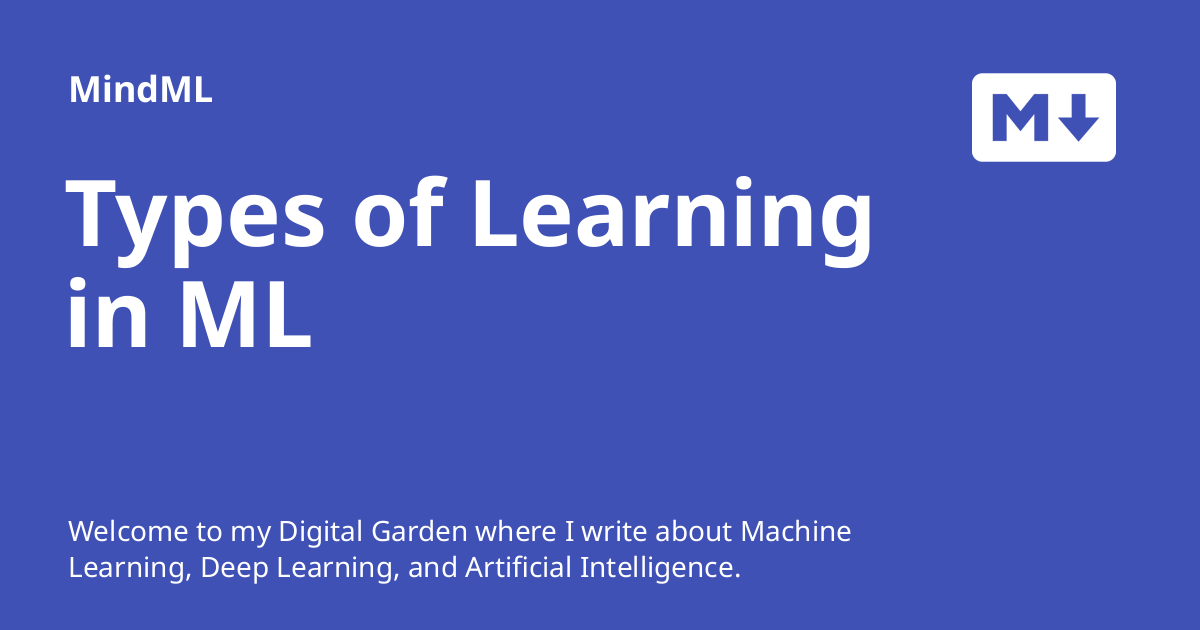 MindML
M
Types of Learning
in ML
Welcome to my Digital Garden where I write about Machine
Learning, Deep Learning, and Artificial Intelligence.